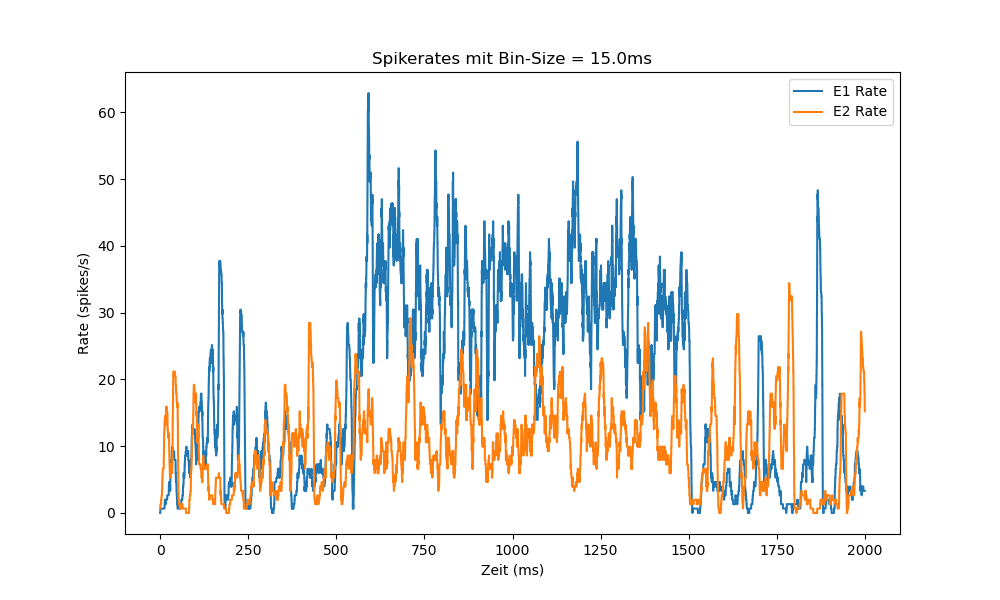 Spikerates mit Bin-Size = 15.0ms
E1 Rate
E2 Rate
Rate (spikes/s)
60
50
40
30
20
10
0
0 250 500 750 1000 1250 1500 1750 2000
Zeit (ms)